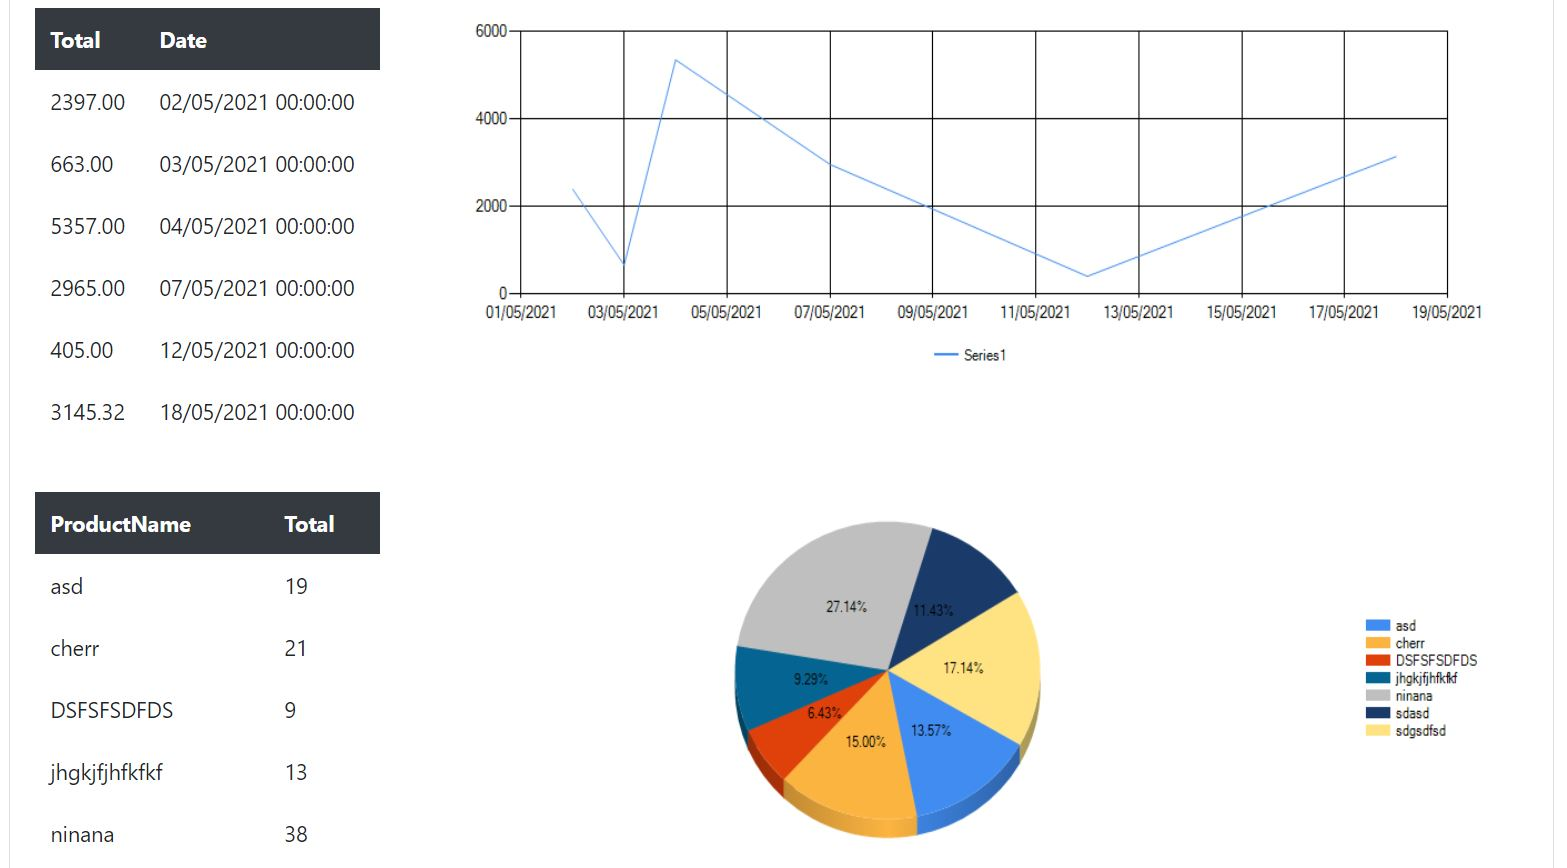 Total Date
2397.00 02/05/2021 00:00:00
663.00 03/05/2021 00:00:00
5357.00 04/05/2021 00:00:00
2965.00 07/05/2021 00:00:00
405.00 12/05/2021 00:00:00
3145.32 18/05/2021 00:00:00
6000
4000
2000
0
01/05/2021 03/05/2021 05/05/2021 07/05/2021 09/05/2021 11/05/2021 13/05/2021 15/05/2021 17/05/2021 19/05/2021
Series1
ProductName Total
asd 19
cherr 21
DSFSFSDFDS 9
jhgkjfjhfkfkf 13
ninana 38
27.14%
11.43%
17.14%
9.29%
6.43%
15.00%
13.57%
asd
cherr
DSFSFSDFDS
jhgkjfjhfkfkf
ninana
sdasd
sdgsdfsd